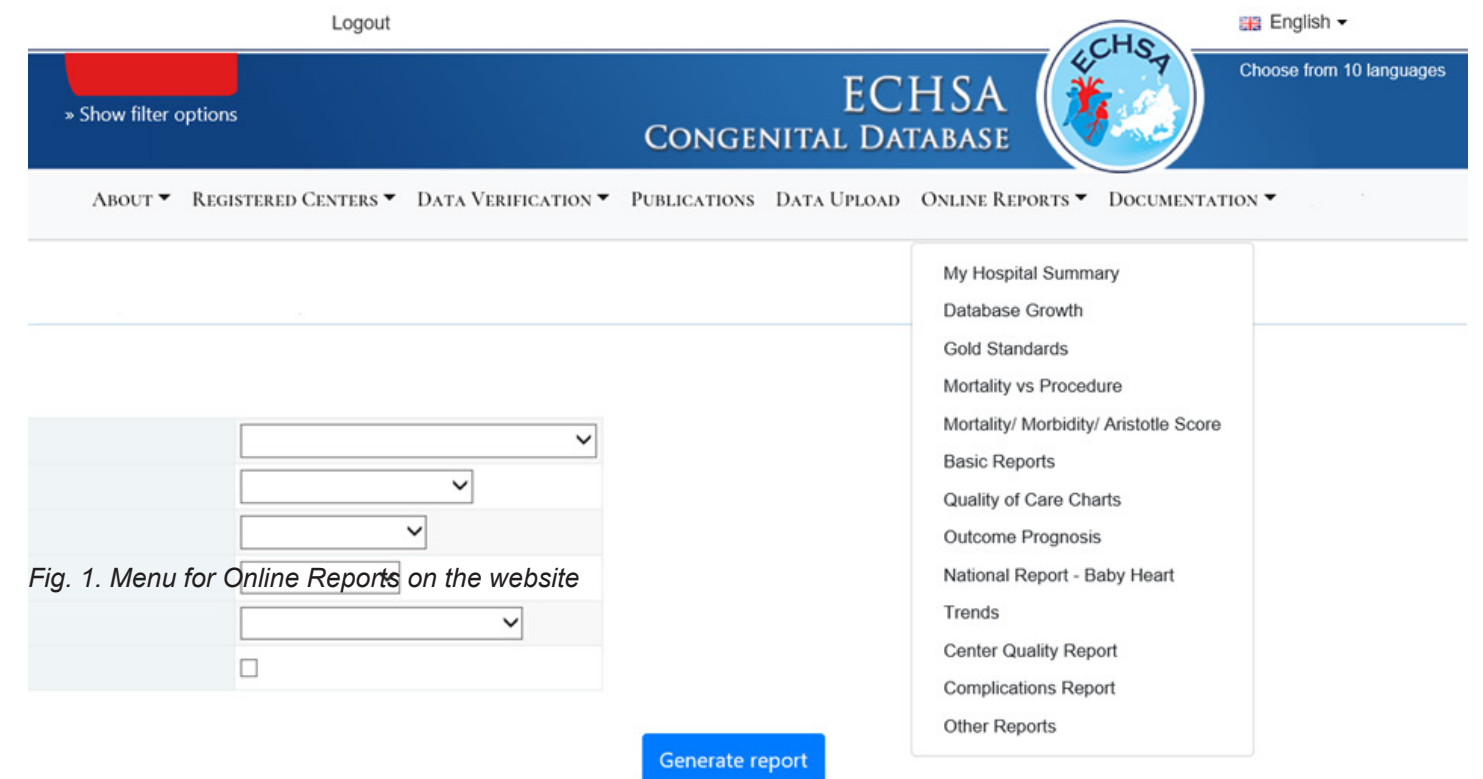 Logout
English
ECHSA
Choose from 10 languages
» Show filter options
ECHSA
CONGENITAL DATABASE
ABOUT REGISTERED CENTERS DATA VERIFICATION PUBLICATIONS DATA UPLOAD ONLINE REPORTS DOCUMENTATION
My Hospital Summary
Database Growth
Gold Standards
Mortality vs Procedure
Mortality/ Morbidity/ Aristotle Score
Basic Reports
Quality of Care Charts
Outcome Prognosis
National Report - Baby Heart
Trends
Center Quality Report
Complications Report
Other Reports
Fig. 1. Menu for Online Reports on the website
Generate report